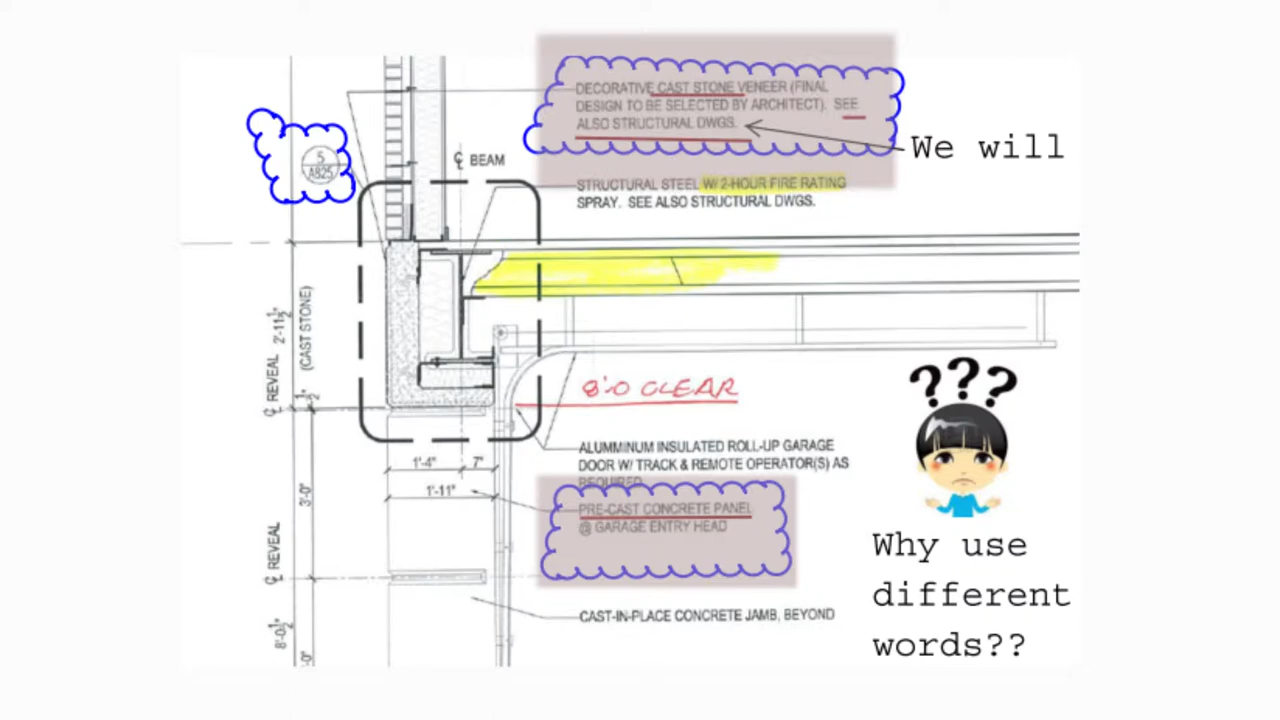 DECORATIVE CAST STONE VENEER (FINAL
DESIGN TO BE SELECTED BY ARCHITECT). SEE
ALSO STRUCTURAL DWGS.
We will
5
A825
℄ BEAM
STRUCTURAL STEEL W/ 2-HOUR FIRE RATING
SPRAY. SEE ALSO STRUCTURAL DWGS.
℄ REVEAL 2'-11½"
(CAST STONE)
½"
???
8'-0 CLEAR
ALUMMINUM INSULATED ROLL-UP GARAGE
DOOR W/ TRACK & REMOTE OPERATOR(S) AS
REQUIRED
1'-4" 7"
1'-11"
3'-0"
PRE-CAST CONCRETE PANEL
@ GARAGE ENTRY HEAD
℄ REVEAL
Why use
different
words??
CAST-IN-PLACE CONCRETE JAMB, BEYOND
8'-0½"